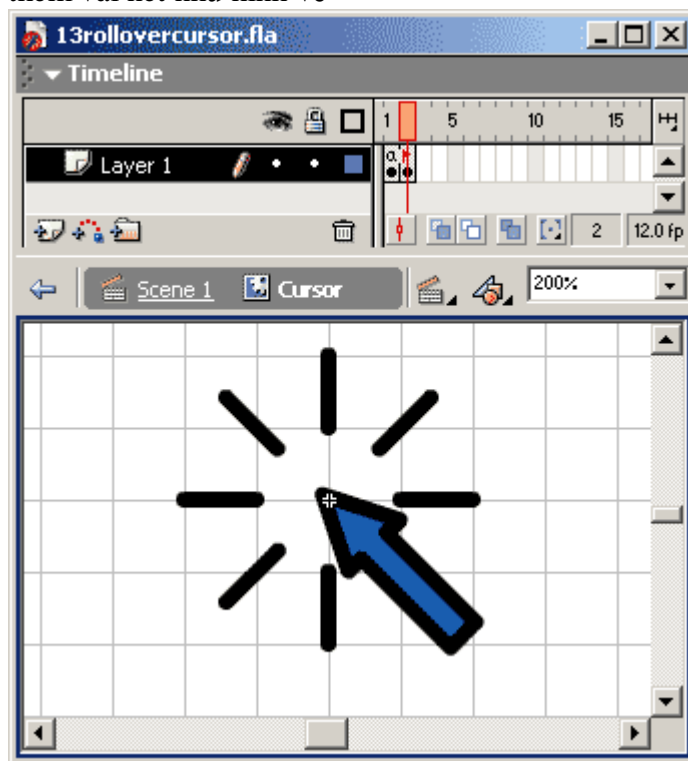 13rollovercursor.fla
Timeline
1 5 10 15
Layer 1
a
2 12.0 fp
Scene 1 Cursor 200%